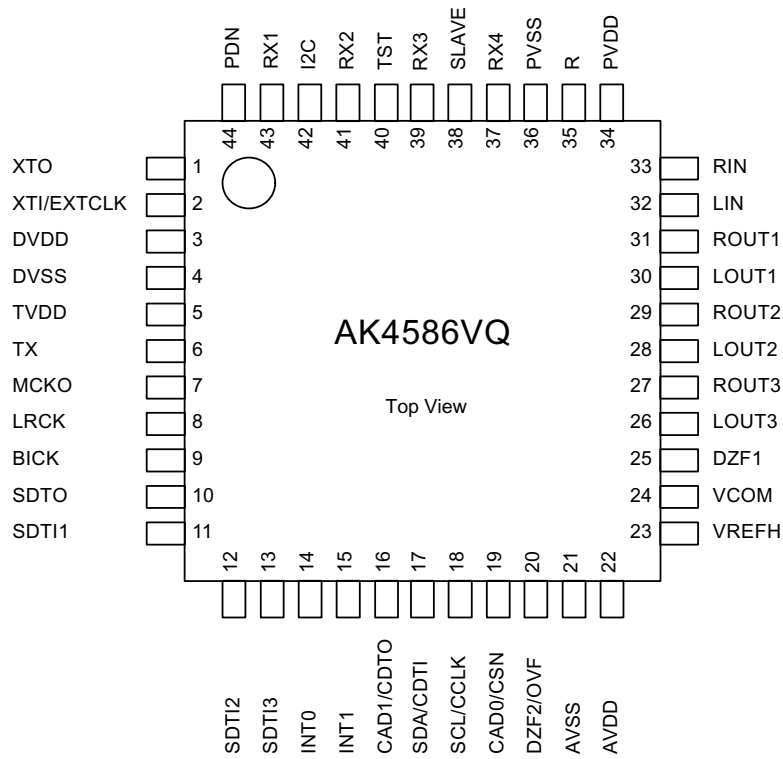 PDN
RX1
I2C
RX2
TST
RX3
SLAVE
RX4
PVSS
R
PVDD
44
43
42
41
40
39
38
37
36
35
34
XTO
1
33
RIN
XTI/EXTCLK
2
32
LIN
DVDD
3
31
ROUT1
DVSS
4
30
LOUT1
TVDD
5
29
ROUT2
AK4586VQ
TX
6
28
LOUT2
MCKO
7
27
ROUT3
Top View
LRCK
8
26
LOUT3
BICK
9
25
DZF1
SDTO
10
24
VCOM
SDTI1
11
23
VREFH
12
13
14
15
16
17
18
19
20
21
22
SDTI2
SDTI3
INT0
INT1
CAD1/CDTO
SDA/CDTI
SCL/CCLK
CAD0/CSN
DZF2/OVF
AVSS
AVDD